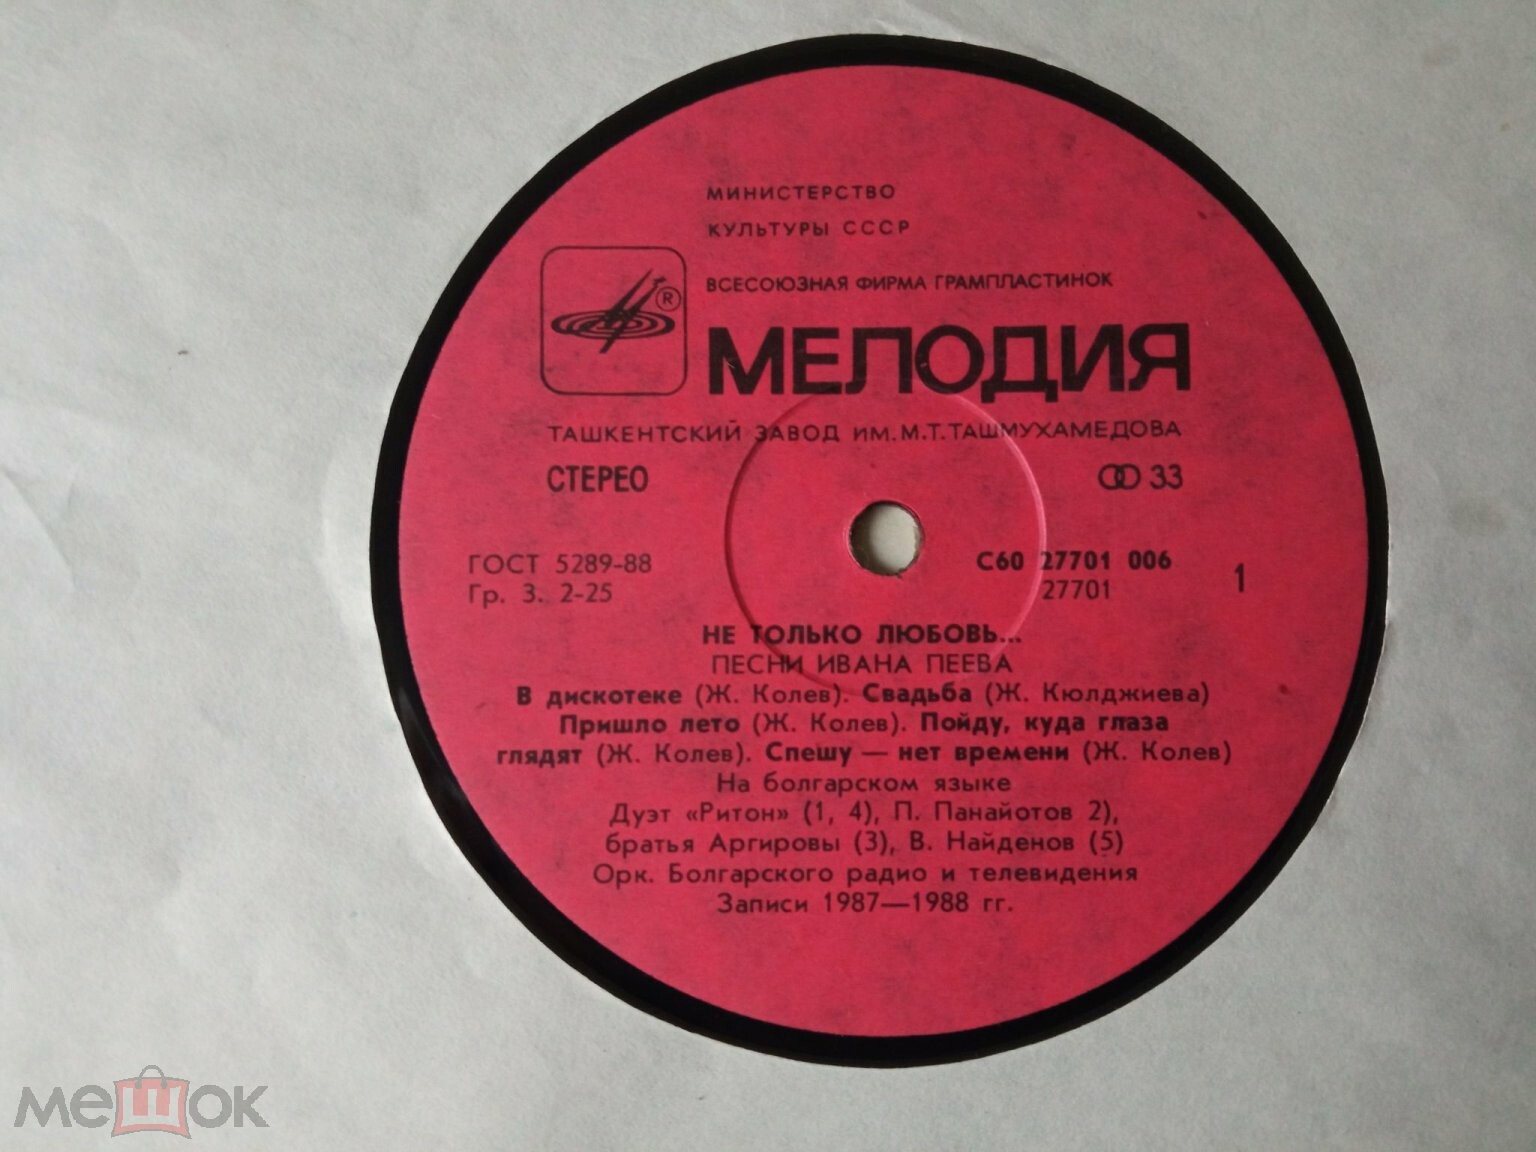 МИНИСТЕРСТВО
КУЛЬТУРЫ СССР
ВСЕСОЮЗНАЯ ФИРМА ГРАМПЛАСТИНОК
®
МЕЛОДИЯ
ТАШКЕНТСКИЙ ЗАВОД ИМ. М.Т. ТАШМУХАМЕДОВА
СТЕРЕО
33
ГОСТ 5289-88
Гр. 3. 2-25
С60 27701 006
27701
1
НЕ ТОЛЬКО ЛЮБОВЬ...
ПЕСНИ ИВАНА ПЕЕВА
В дискотеке (Ж. Колев). Свадьба (Ж. Кюлджиева)
Пришло лето (Ж. Колев). Пойду, куда глаза
глядят (Ж. Колев). Спешу — нет времени (Ж. Колев)
На болгарском языке
Дуэт «Ритон» (1, 4), П. Панайотов 2),
братья Аргировы (3), В. Найденов (5)
Орк. Болгарского радио и телевидения
Записи 1987—1988 гг.
мешок